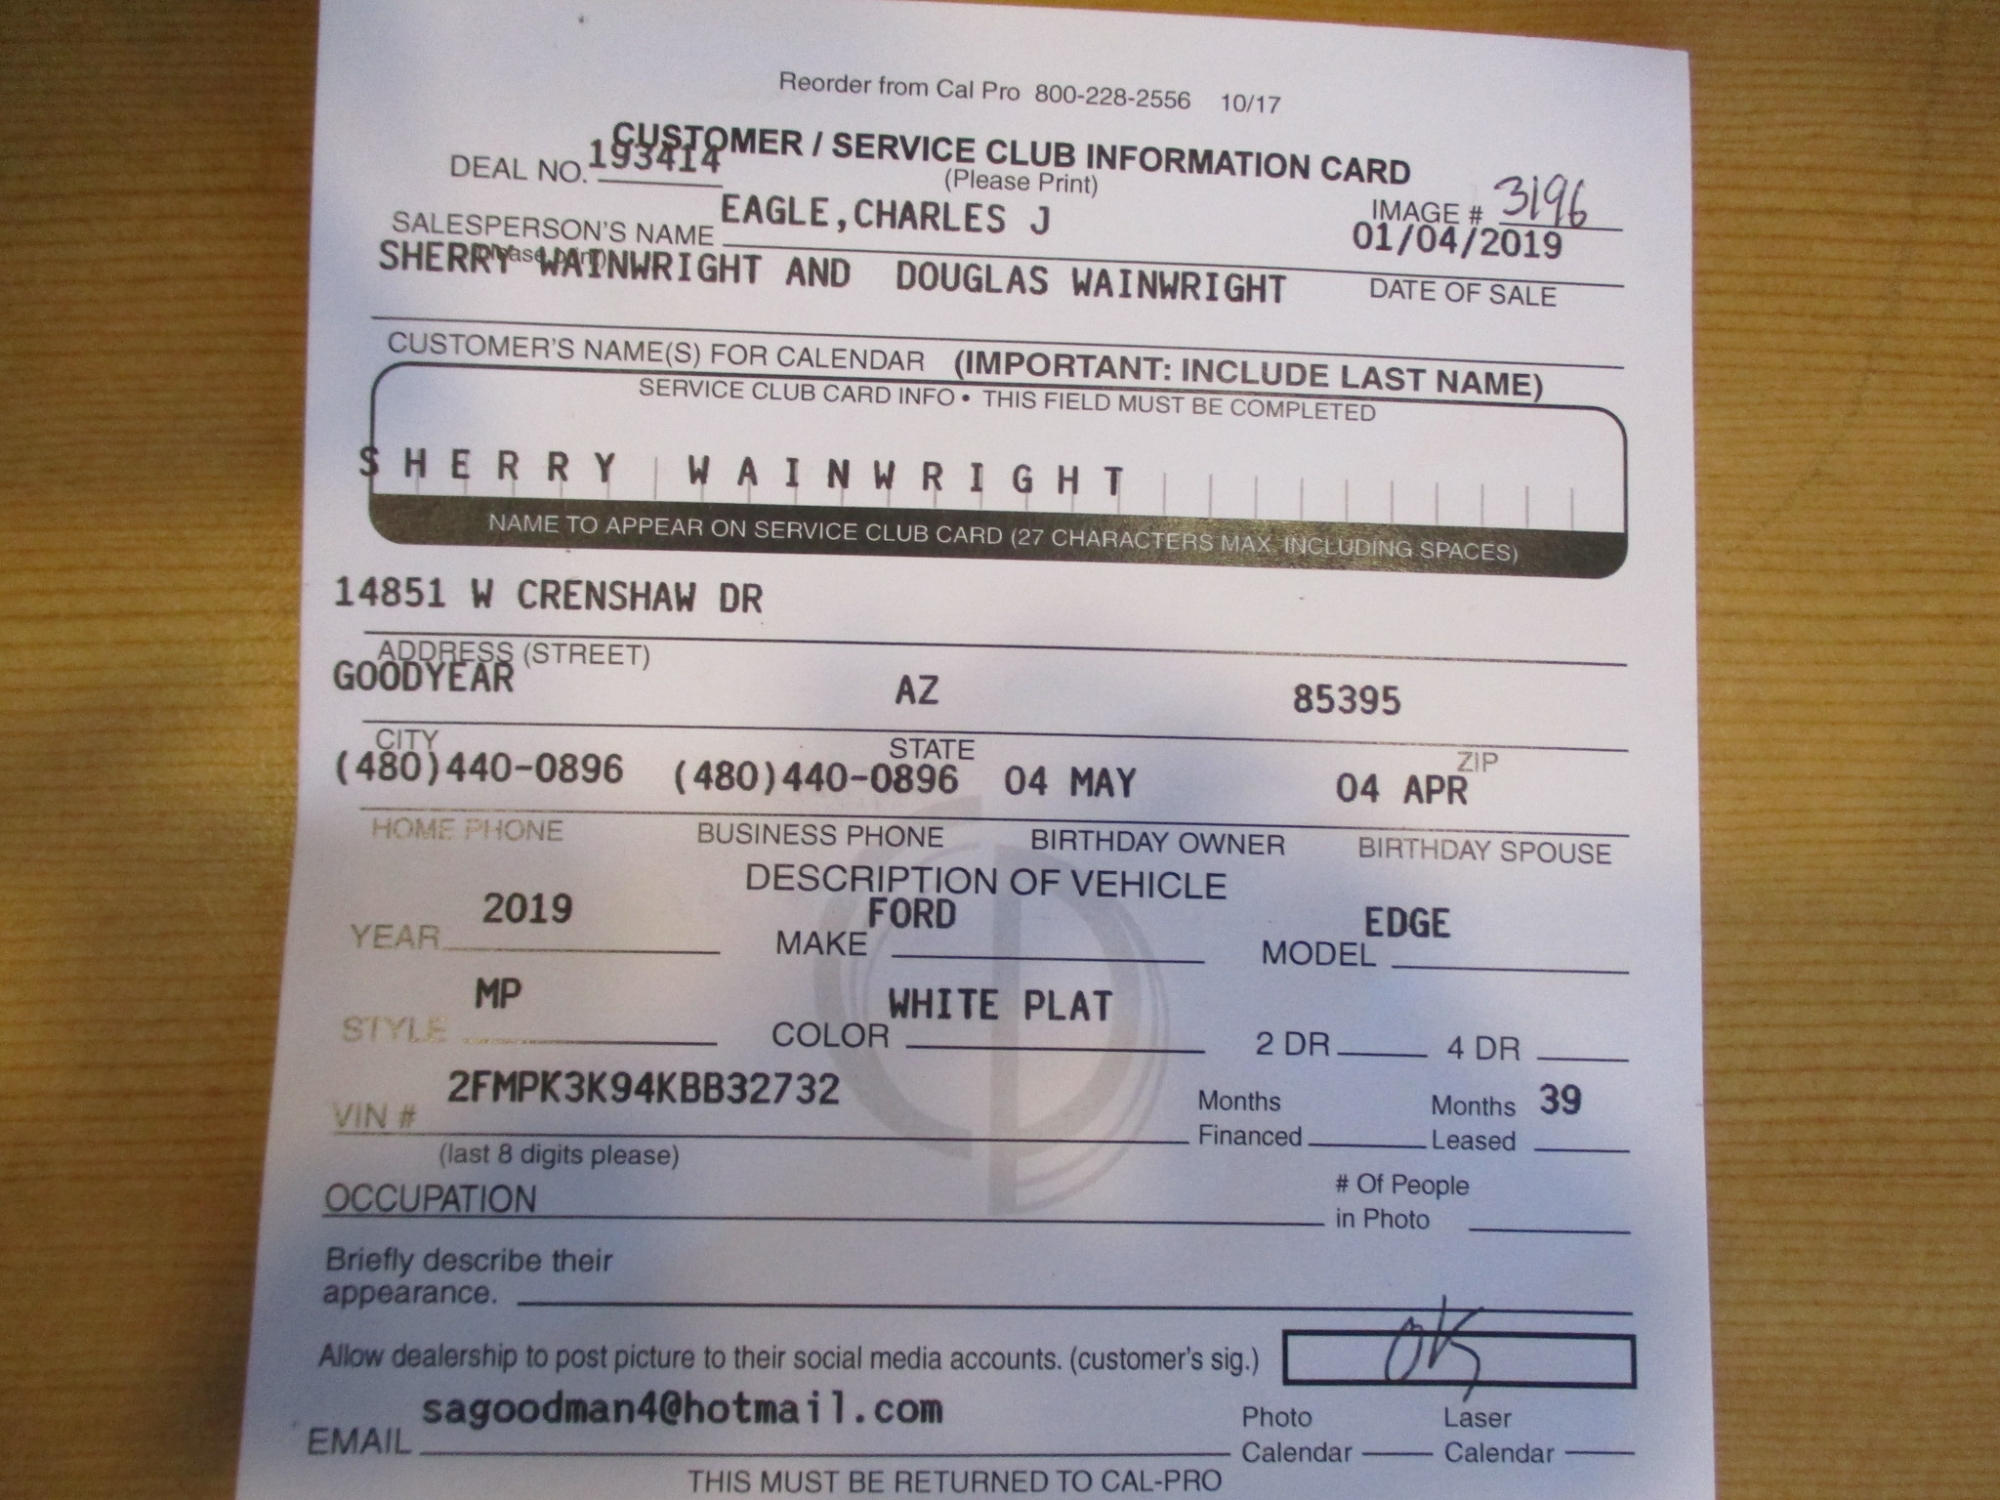 Reorder from Cal Pro 800-228-2556 10/17
CUSTOMER / SERVICE CLUB INFORMATION CARD
(Please Print)
DEAL NO. 193414
IMAGE # 3196
SALESPERSON'S NAME EAGLE,CHARLES J
(please print)
01/04/2019
DATE OF SALE
SHERRY WAINWRIGHT AND DOUGLAS WAINWRIGHT
CUSTOMER'S NAME(S) FOR CALENDAR (IMPORTANT: INCLUDE LAST NAME)
SERVICE CLUB CARD INFO • THIS FIELD MUST BE COMPLETED
SHERRY WAINWRIGHT
NAME TO APPEAR ON SERVICE CLUB CARD (27 CHARACTERS MAX. INCLUDING SPACES)
14851 W CRENSHAW DR
ADDRESS (STREET)
GOODYEAR AZ 85395
CITY STATE ZIP
(480)440-0896 (480)440-0896 04 MAY 04 APR
HOME PHONE BUSINESS PHONE BIRTHDAY OWNER BIRTHDAY SPOUSE
DESCRIPTION OF VEHICLE
YEAR 2019 MAKE FORD MODEL EDGE
STYLE MP COLOR WHITE PLAT 2 DR 4 DR
VIN # 2FMPK3K94KBB32732 Months Financed Months Leased 39
(last 8 digits please)
OCCUPATION # Of People in Photo
Briefly describe their
appearance.
Allow dealership to post picture to their social media accounts. (customer's sig.) OK
EMAIL sagoodman4@hotmail.com Photo Calendar Laser Calendar
THIS MUST BE RETURNED TO CAL-PRO